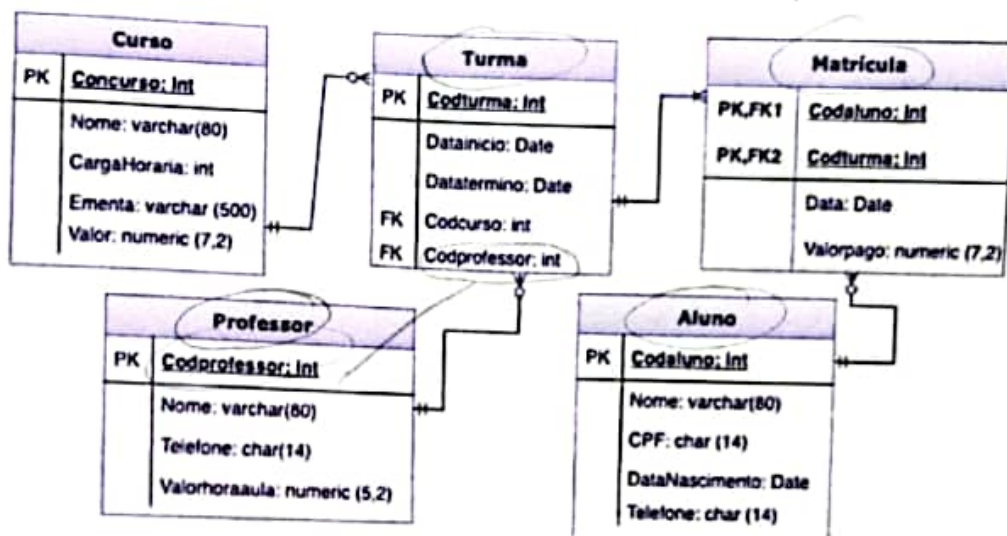 Curso
PK Concurso: Int
Nome: varchar(80)
CargaHoraria: int
Ementa: varchar (500)
Valor: numeric (7,2)
Turma
PK Codturma: Int
Datainicio: Date
Datatermino: Date
FK Codcurso: int
FK Codprofessor: int
Matrícula
PK,FK1 Codaluno: Int
PK,FK2 Codturma: Int
Data: Date
Valorpago: numeric (7,2)
Professor
PK Codprofessor: Int
Nome: varchar(80)
Telefone: char(14)
Valorhoraaula: numeric (5,2)
Aluno
PK Codaluno: Int
Nome: varchar(80)
CPF: char (14)
DataNascimento: Date
Telefone: char (14)